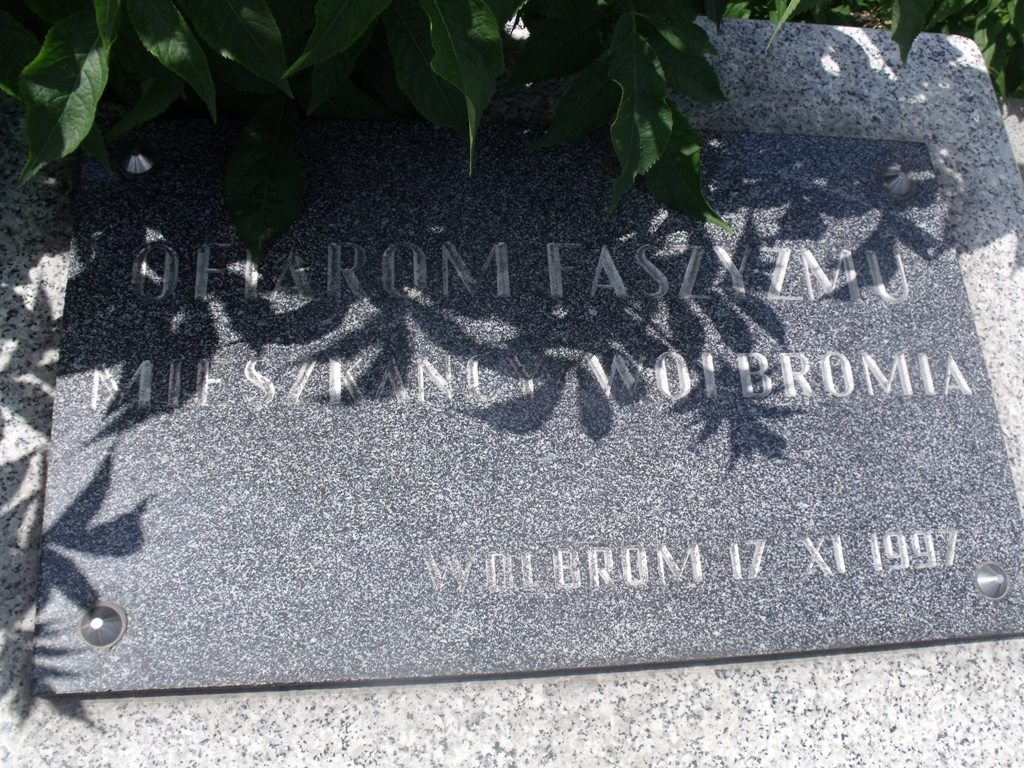 OFIAROM FASZYZMU
MIESZKAŃCY WOLBROMIA
WOLBROM 17 XI 1997